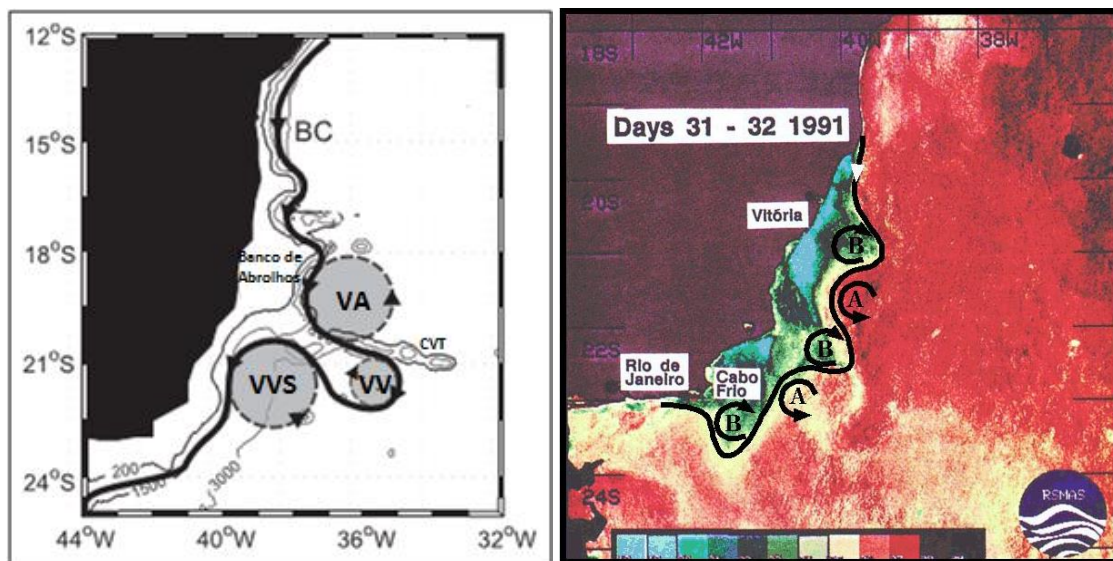 12°S
BC
15°S
18°S
Banco de
Abrolhos
VA
CVT
21°S
VVS
VV
200
1500
3000
24°S
44°W
40°W
36°W
32°W
42W
40W
38W
18S
Days 31 - 32 1991
20S
Vitória
B
A
22S
B
Rio de
Janeiro
Cabo
Frio
A
B
24S
RSMAS